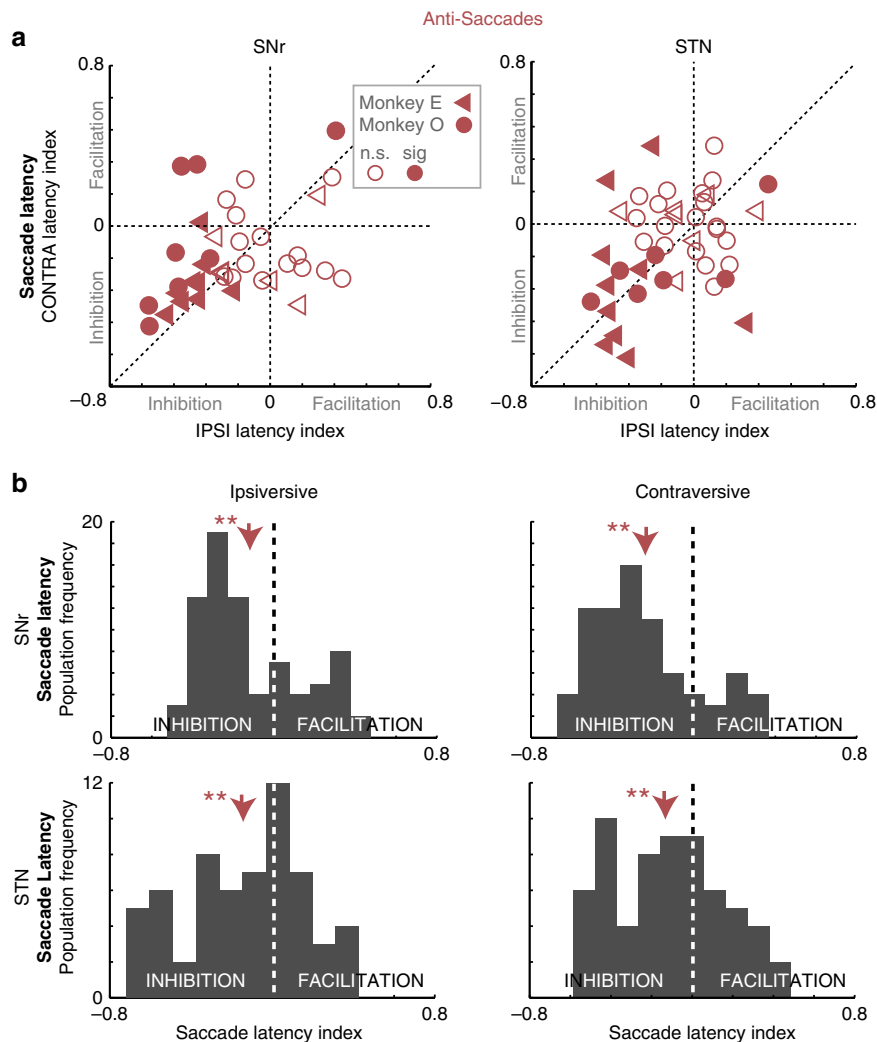 Anti-Saccades
a
SNr
STN
0.8
0.8
Monkey E
Monkey O
n.s. sig
Saccade latency
CONTRA latency index
Facilitation
Inhibition
Facilitation
Inhibition
0
0
−0.8
Inhibition
0
Facilitation
0.8
−0.8
Inhibition
0
Facilitation
0.8
IPSI latency index
IPSI latency index
b
Ipsiversive
Contraversive
20
**
**
SNr
Saccade latency
Population frequency
INHIBITION
FACILITATION
INHIBITION
FACILITATION
0
−0.8
0.8
−0.8
0.8
12
**
**
STN
Saccade Latency
Population frequency
INHIBITION
FACILITATION
INHIBITION
FACILITATION
0
−0.8
0.8
−0.8
0.8
Saccade latency index
Saccade latency index